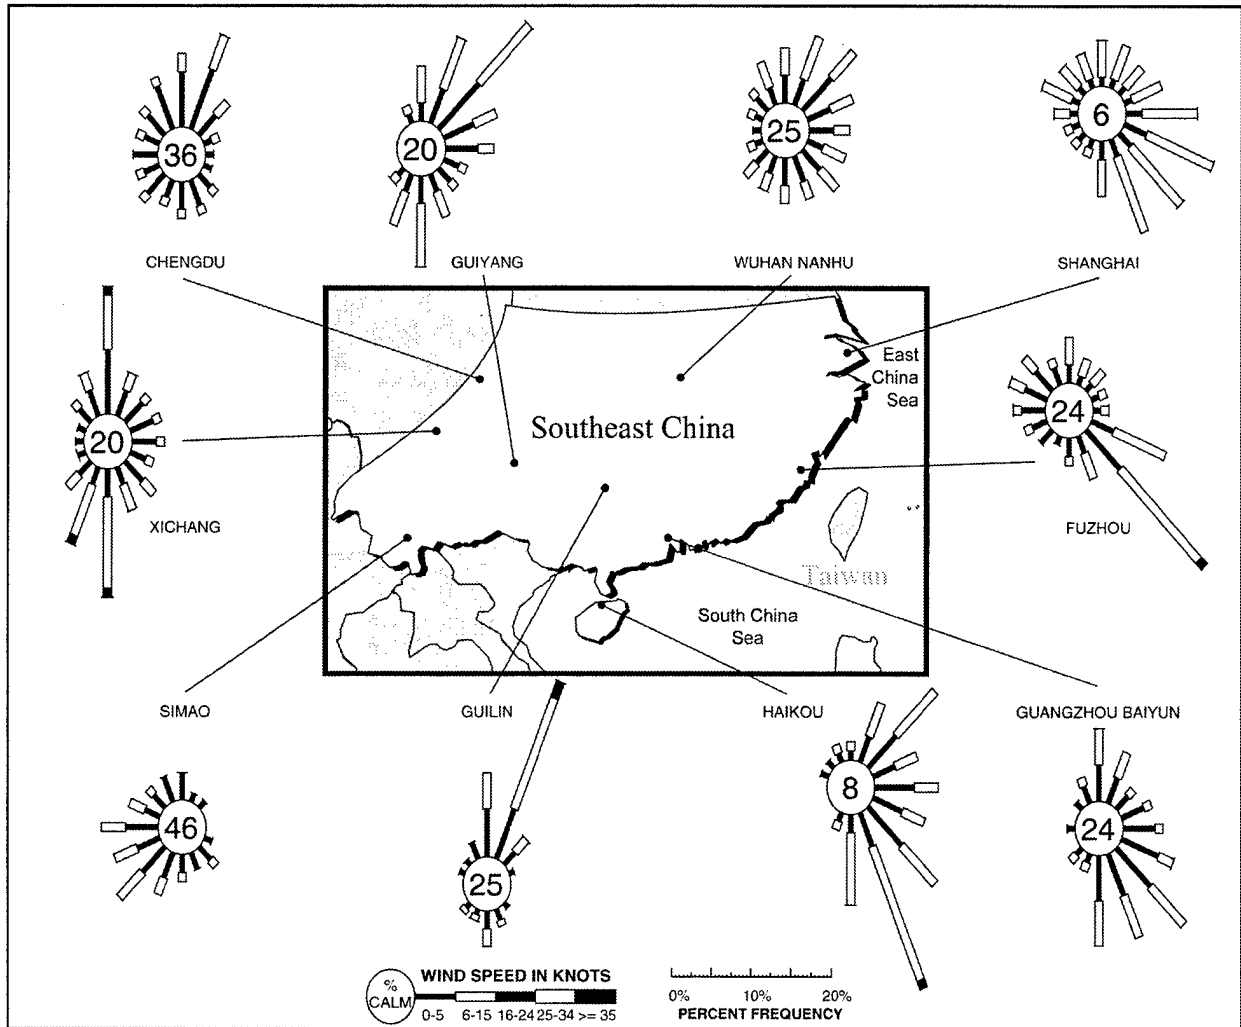 36
20
25
6
CHENGDU
GUIYANG
WUHAN NANHU
SHANGHAI
East
China
Sea
Southeast China
20
24
XICHANG
FUZHOU
Taiwan
South China
Sea
SIMAO
GUILIN
HAIKOU
GUANGZHOU BAIYUN
46
25
8
24
%
CALM
WIND SPEED IN KNOTS
0-5 6-15 16-24 25-34 >= 35
0% 10% 20%
PERCENT FREQUENCY